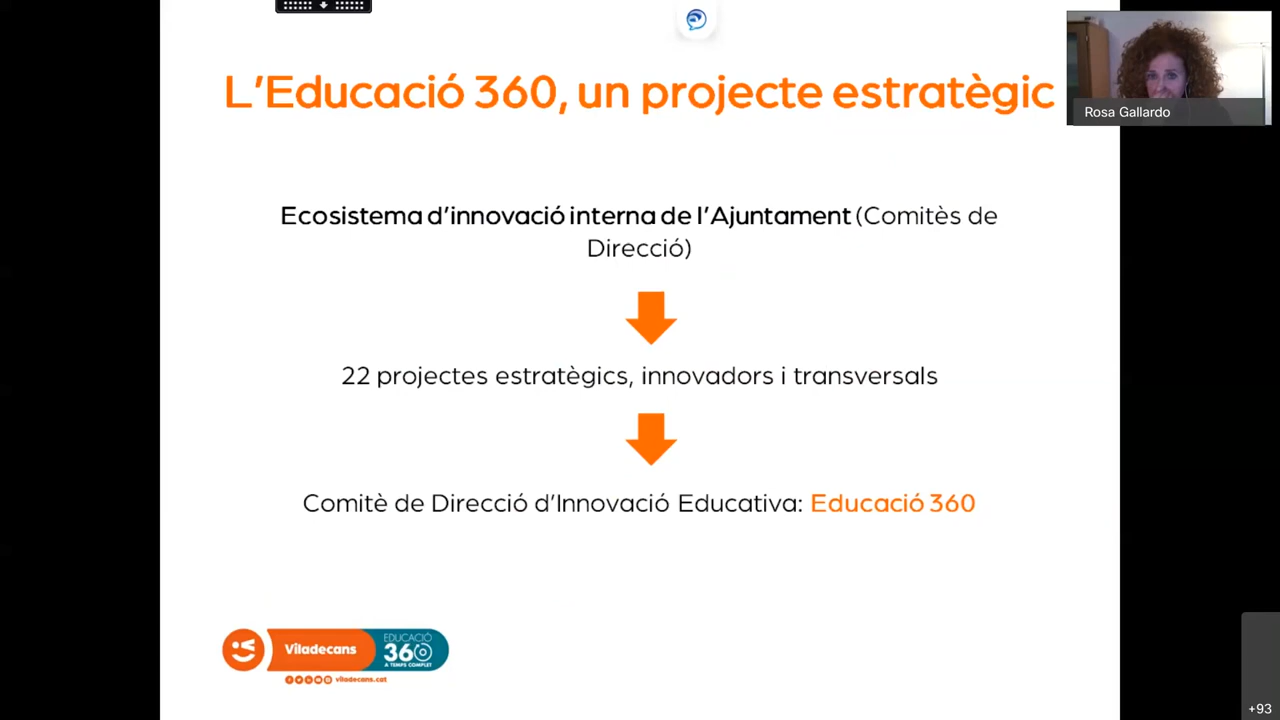 L'Educació 360, un projecte estratègic
Rosa Gallardo
Ecosistema d'innovació interna de l'Ajuntament (Comitès de
Direcció)
22 projectes estratègics, innovadors i transversals
Comitè de Direcció d'Innovació Educativa: Educació 360
Viladecans
EDUCACIÓ
360
A TEMPS COMPLET
viladecans.cat
+93